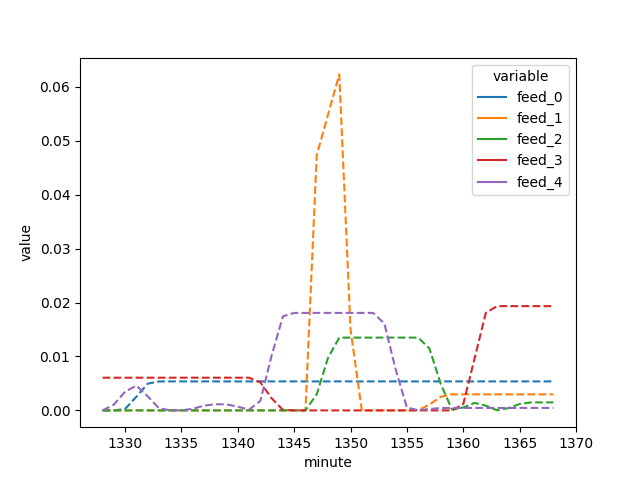 variable
feed_0
feed_1
feed_2
feed_3
feed_4
0.06
0.05
0.04
0.03
0.02
0.01
0.00
value
1330 1335 1340 1345 1350 1355 1360 1365 1370
minute